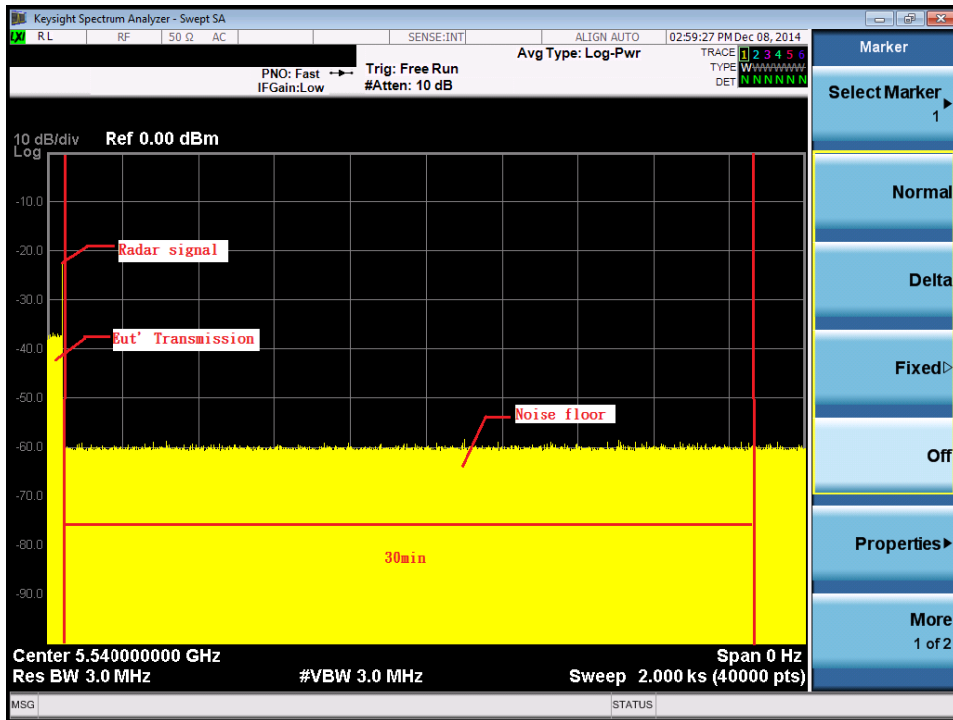 Keysight Spectrum Analyzer - Swept SA
LXI RL RF 50 Ω AC SENSE:INT ALIGN AUTO 02:59:27 PM Dec 08, 2014
Avg Type: Log-Pwr
TRACE 1 2 3 4 5 6
TYPE WWWWWW
DET N N N N N N
PNO: Fast
IFGain:Low
Trig: Free Run
#Atten: 10 dB
10 dB/div
Log
Ref 0.00 dBm
-10.0
-20.0
-30.0
-40.0
-50.0
-60.0
-70.0
-80.0
-90.0
Radar signal
Eut' Transmission
Noise floor
30min
Center 5.540000000 GHz
Span 0 Hz
Res BW 3.0 MHz
#VBW 3.0 MHz
Sweep 2.000 ks (40000 pts)
MSG
STATUS
Marker
Select Marker
1
Normal
Delta
Fixed
Off
Properties
More
1 of 2